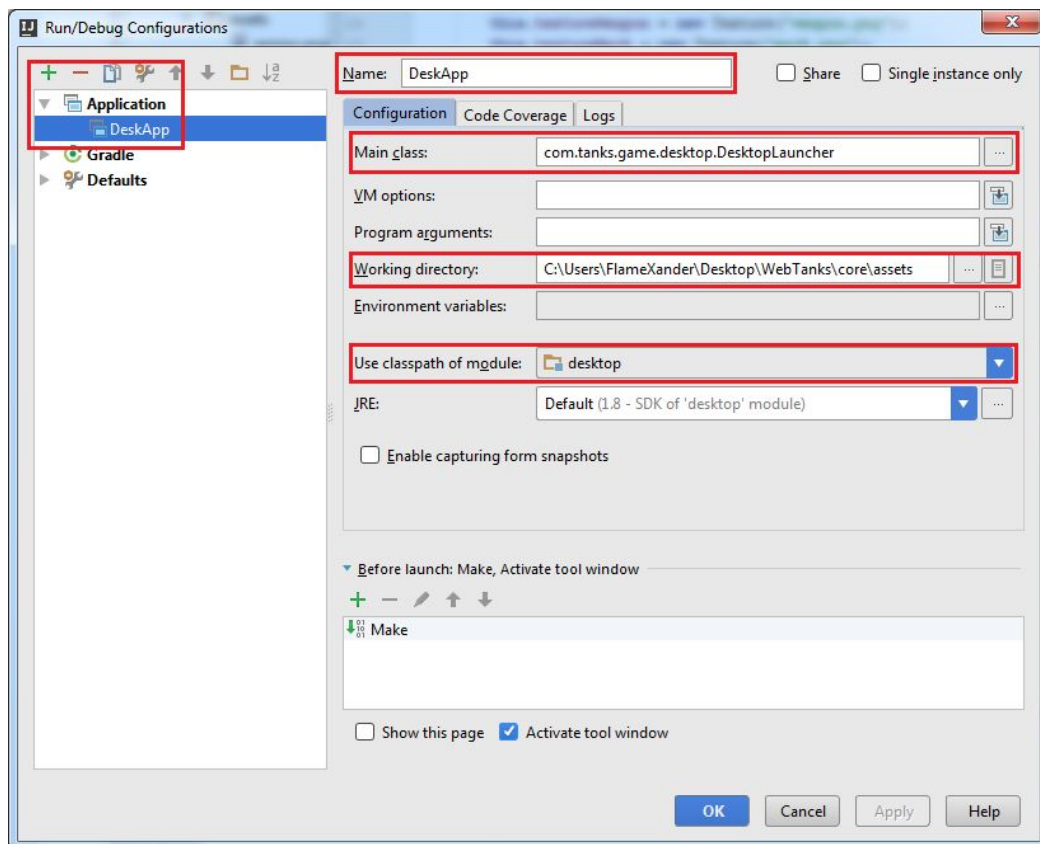 Run/Debug Configurations
Application
DeskApp
Gradle
Defaults
Name: DeskApp
Share
Single instance only
Configuration Code Coverage Logs
Main class: com.tanks.game.desktop.DesktopLauncher
VM options:
Program arguments:
Working directory: C:\Users\FlameXander\Desktop\WebTanks\core\assets
Environment variables:
Use classpath of module: desktop
JRE: Default (1.8 - SDK of 'desktop' module)
Enable capturing form snapshots
Before launch: Make, Activate tool window
Make
Show this page Activate tool window
OK Cancel Apply Help